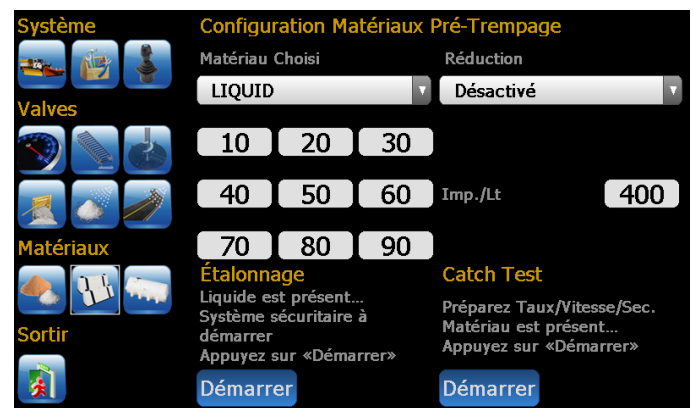 Système
Configuration Matériaux Pré-Trempage
Matériau Choisi
Réduction
LIQUID
Désactivé
Valves
10 20 30
40 50 60
Imp./Lt 400
70 80 90
Matériaux
Étalonnage
Liquide est présent...
Système sécuritaire à
démarrer
Appuyez sur «Démarrer»
Démarrer
Catch Test
Préparez Taux/Vitesse/Sec.
Matériau est présent...
Appuyez sur «Démarrer»
Démarrer
Sortir